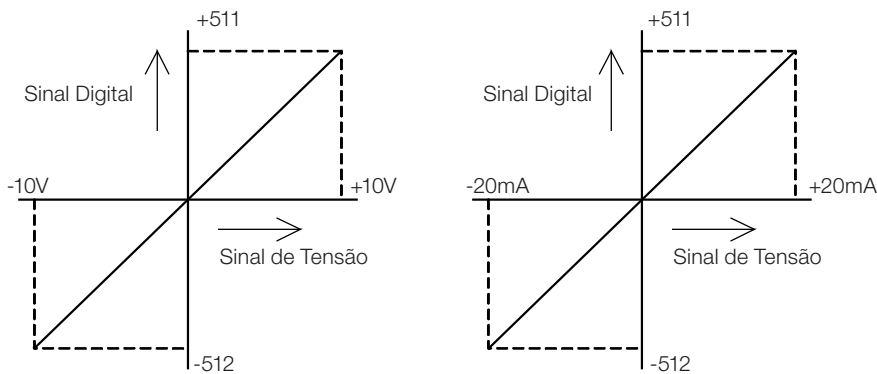 +511
Sinal Digital
-10V
+10V
Sinal de Tensão
-512
+511
Sinal Digital
-20mA
+20mA
Sinal de Tensão
-512